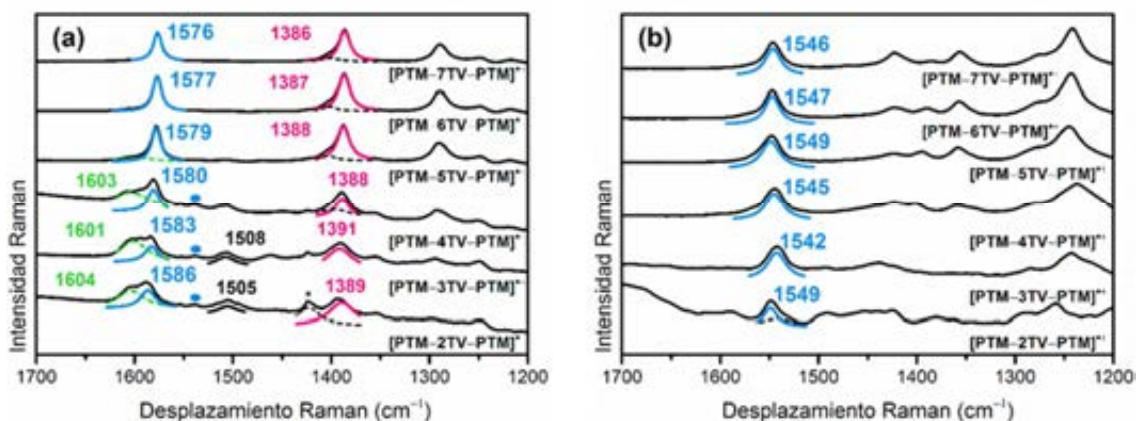 (a)
1576
1386
[PTM–7TV–PTM]•
1577
1387
[PTM–6TV–PTM]•
1579
1388
[PTM–5TV–PTM]•
1603
1580
1388
[PTM–4TV–PTM]•
1601
1583
1508
1391
[PTM–3TV–PTM]•
1604
1586
1505
*
1389
[PTM–2TV–PTM]•
1700 1600 1500 1400 1300 1200
Desplazamiento Raman (cm⁻¹)
Intensidad Raman
(b)
1546
[PTM–7TV–PTM]
1547
[PTM–6TV–PTM]
1549
[PTM–5TV–PTM]
1545
[PTM–4TV–PTM]
1542
[PTM–3TV–PTM]
1549
*
[PTM–2TV–PTM]
1700 1600 1500 1400 1300 1200
Desplazamiento Raman (cm⁻¹)
Intensidad Raman